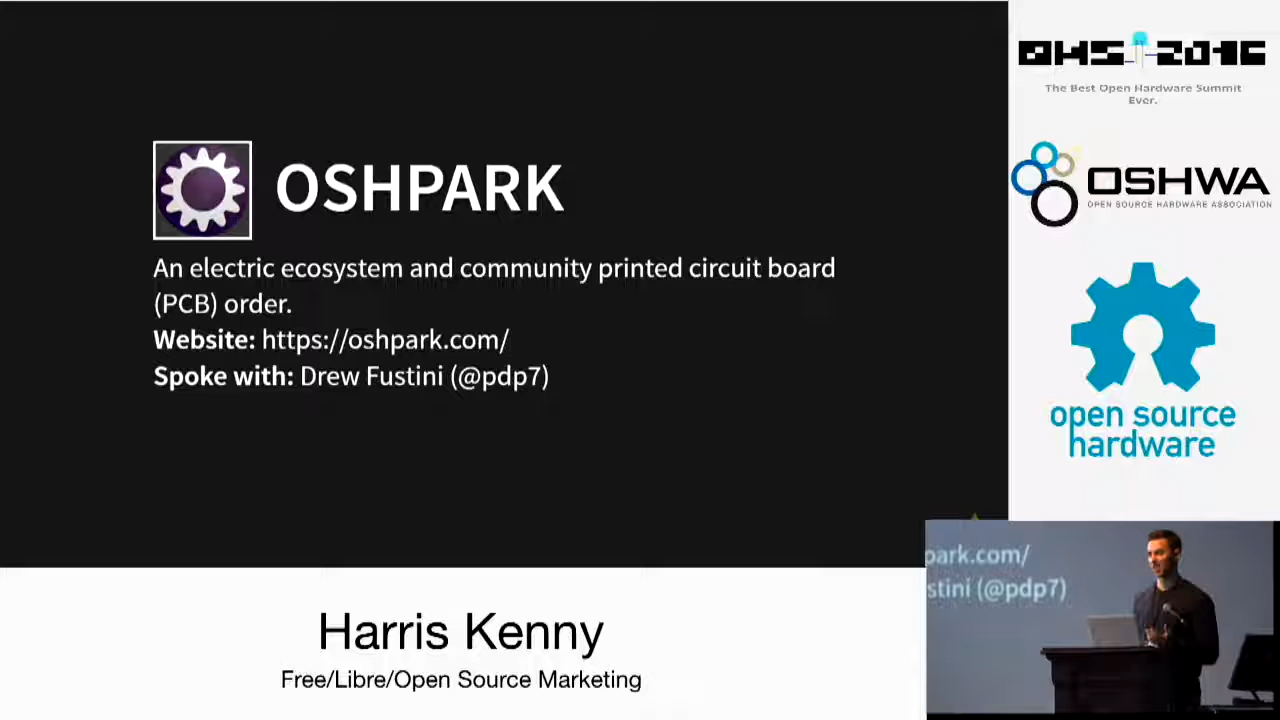 OSHPARK
An electric ecosystem and community printed circuit board
(PCB) order.
Website: https://oshpark.com/
Spoke with: Drew Fustini (@pdp7)
OHS 2016
The Best Open Hardware Summit
Ever.
OSHWA
OPEN SOURCE HARDWARE ASSOCIATION
open source
hardware
park.com/
stini (@pdp7)
Harris Kenny
Free/Libre/Open Source Marketing